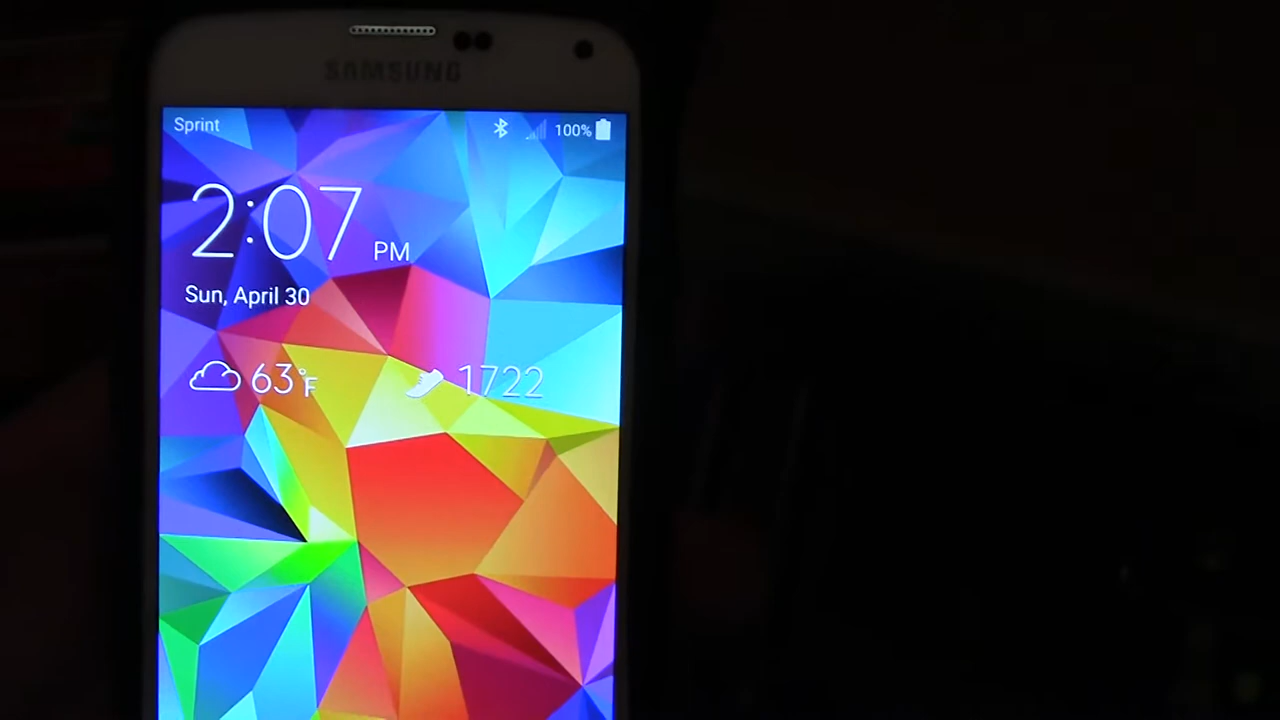 SAMSUNG
Sprint 100%
2:07 PM
Sun, April 30
63°F 1722